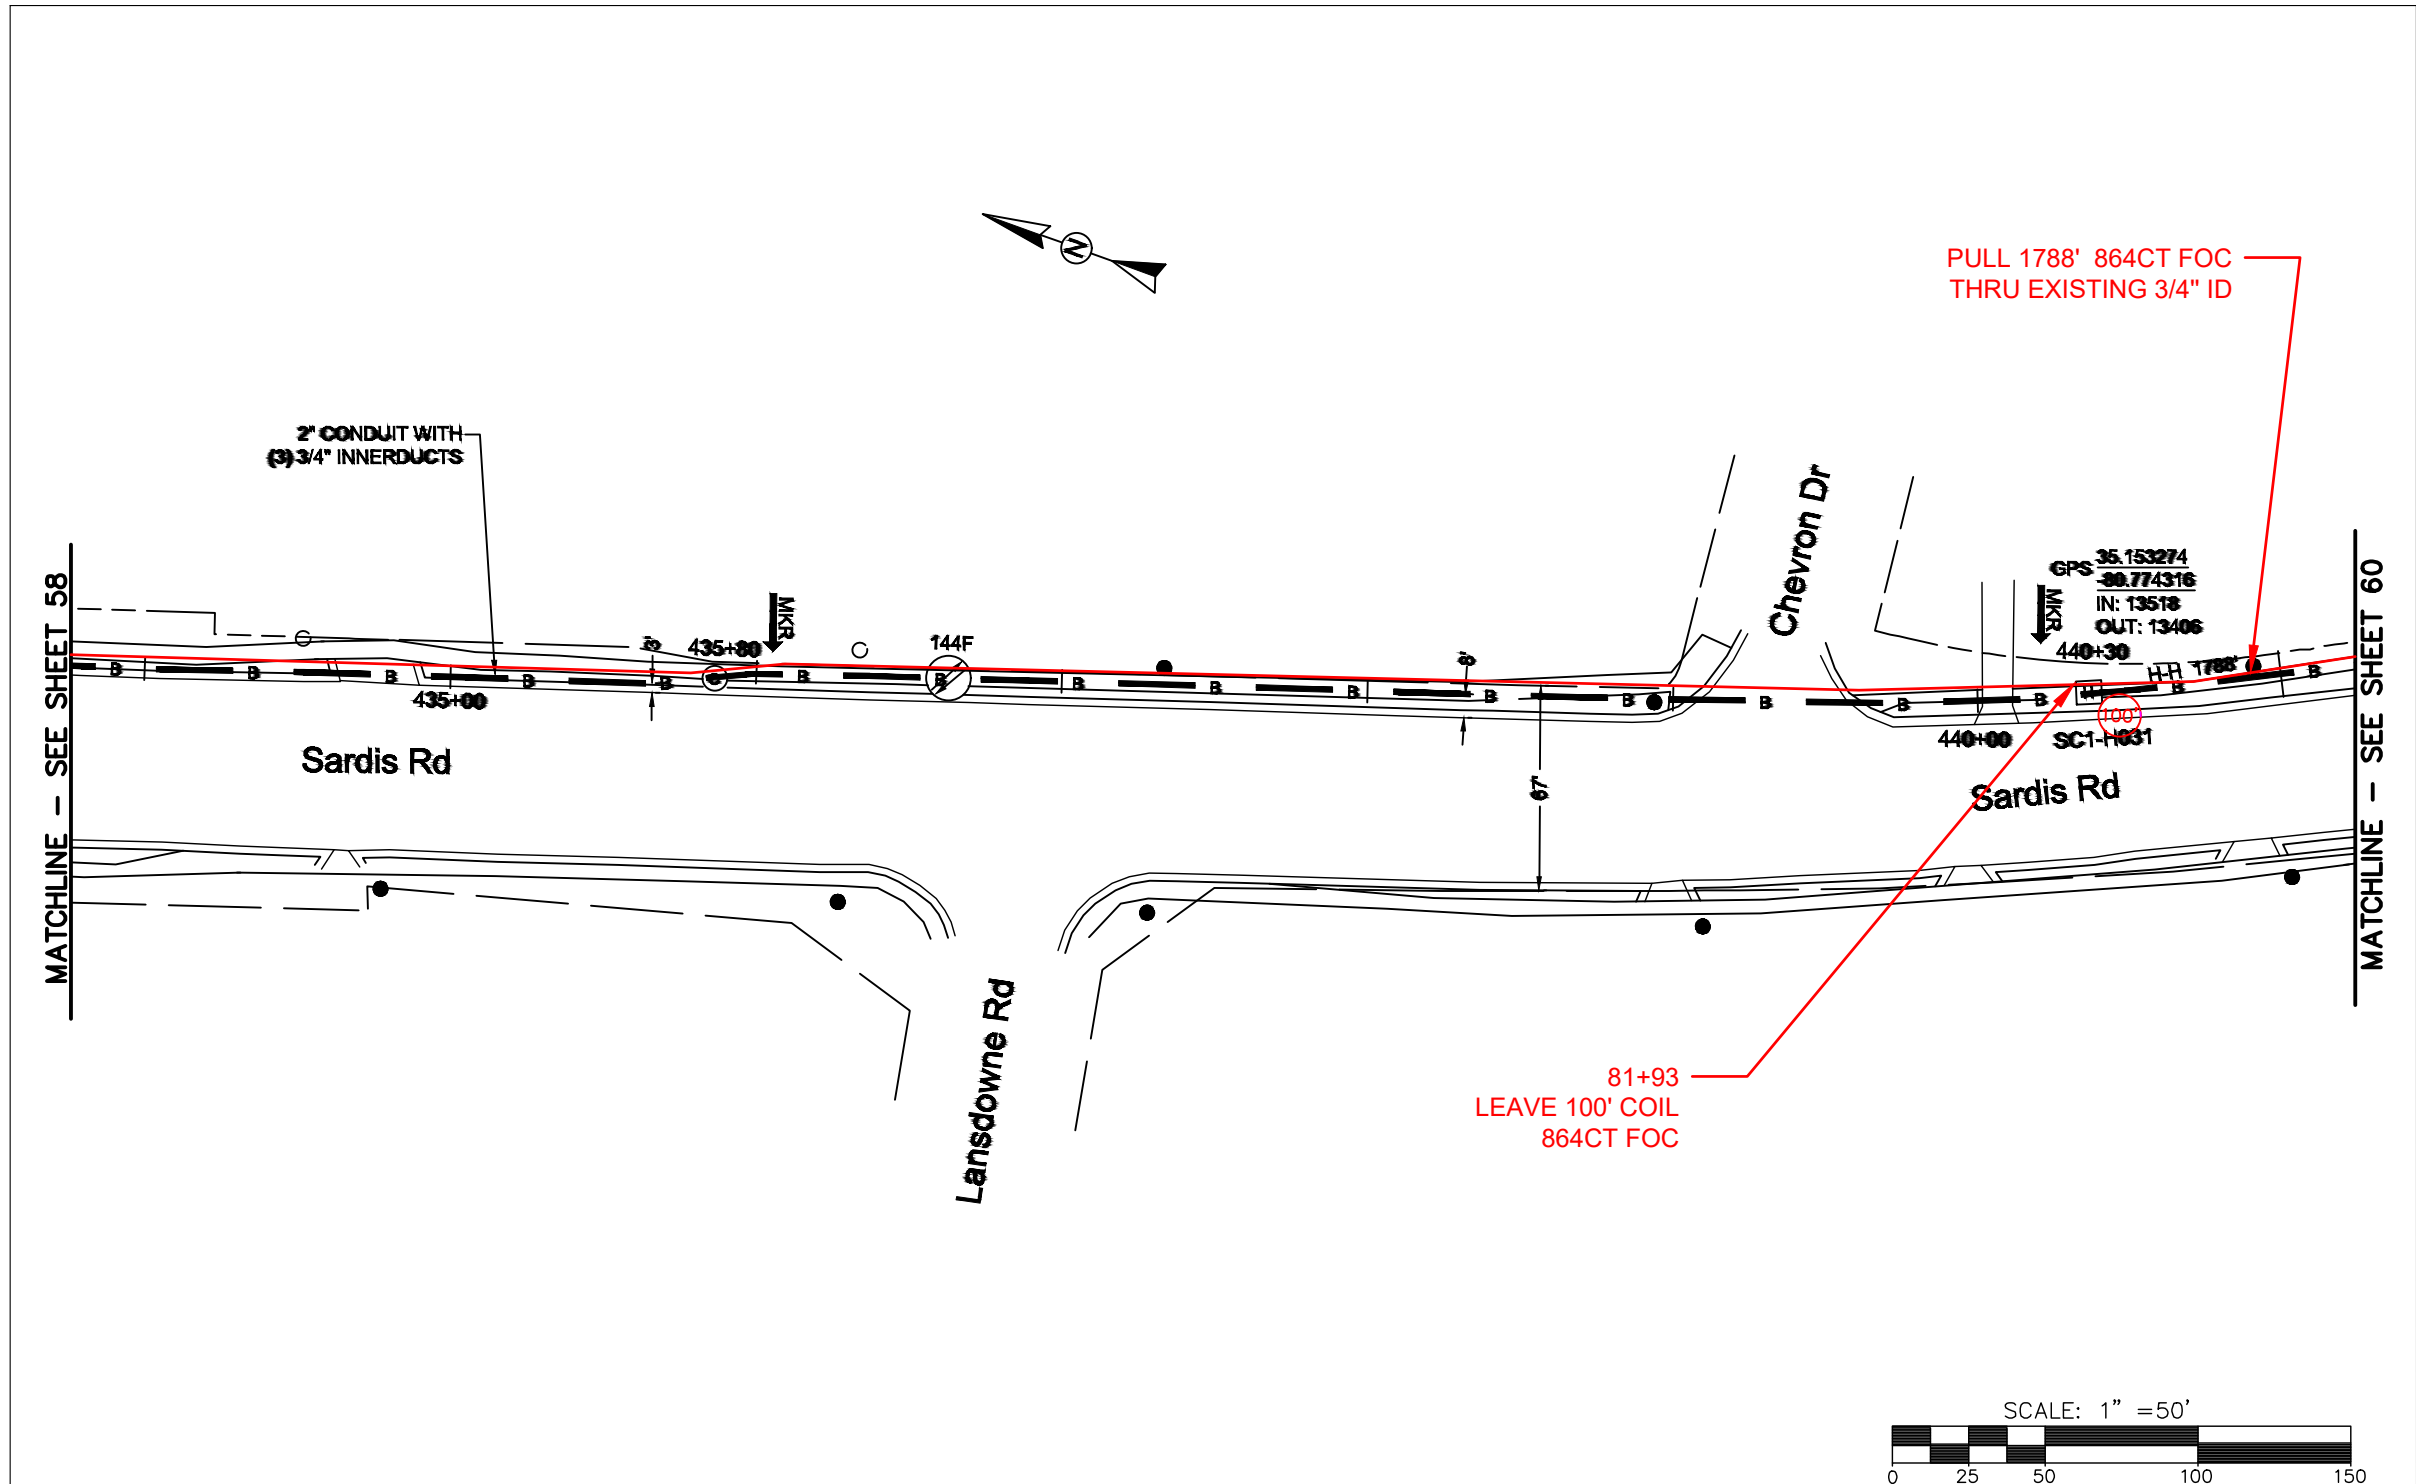 N
PULL 1788' 864CT FOC
THRU EXISTING 3/4" ID
2" CONDUIT WITH
(3) 3/4" INNERDUCTS
Chevron Dr
GPS 35.153274
-80.774316
IN: 13518
OUT: 13406
MKR
MKR
MATCHLINE - SEE SHEET 58
MATCHLINE - SEE SHEET 60
3'
435+80
144F
8'
440+30
H-H 1788'
B B B B B B B B B B B B B B B B B
H
435+00
100'
440+00
SC1-H031
Sardis Rd
67'
Sardis Rd
Lansdowne Rd
81+93
LEAVE 100' COIL
864CT FOC
SCALE: 1" =50'
0 25 50 100 150